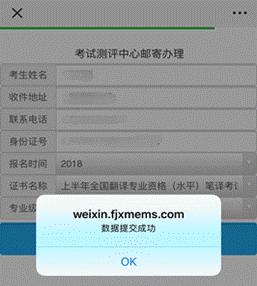 考试测评中心邮寄办理
考生姓名
收件地址
联系电话
身份证号
报名时间 2018
证书名称 上半年全国翻译专业资格（水平）笔译考试
专业级
weixin.fjxmems.com
数据提交成功
OK